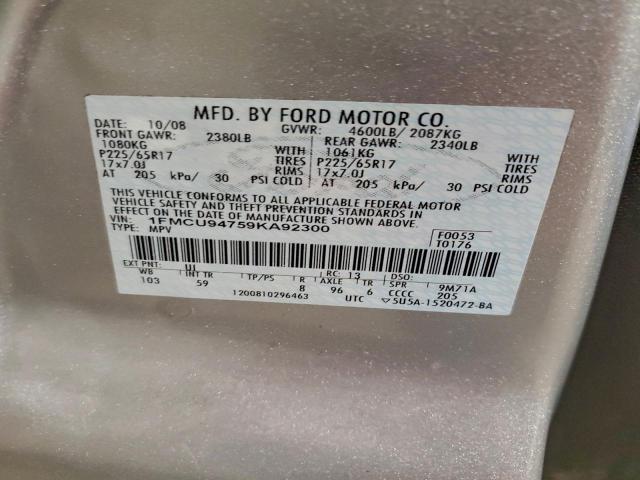 MFD. BY FORD MOTOR CO.
DATE: 10/08 GVWR: 4600LB/ 2087KG
FRONT GAWR: 2380LB REAR GAWR: 2340LB
1080KG WITH 1061KG WITH
P225/65R17 TIRES P225/65R17 TIRES
17x7.0J RIMS 17x7.0J RIMS
AT 205 kPa/ 30 PSI COLD AT 205 kPa/ 30 PSI COLD
THIS VEHICLE CONFORMS TO ALL APPLICABLE FEDERAL MOTOR
VEHICLE SAFETY AND THEFT PREVENTION STANDARDS IN
EFFECT ON THE DATE OF MANUFACTURE SHOWN ABOVE.
VIN: 1FMCU94759KA92300 F0053
TYPE: MPV T0176
EXT PNT: UJ RC: 13 DSO:
WB INT TR TP/PS R AXLE TR SPR 9M71A
103 59 8 96 6 CCCC 205
1200810296463 UTC ▽5U5A-1520472-BA